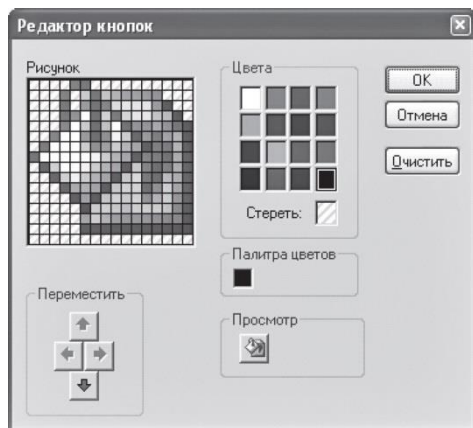 Редактор кнопок
Рисунок
Цвета
OK
Отмена
Очистить
Стереть:
Палитра цветов
Переместить
Просмотр